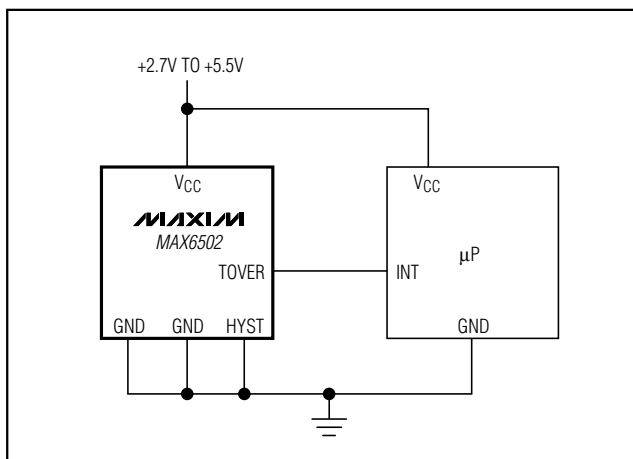 +2.7V TO +5.5V
VCC
VCC
MAXIM
MAX6502
μP
TOVER
INT
GND
GND
HYST
GND